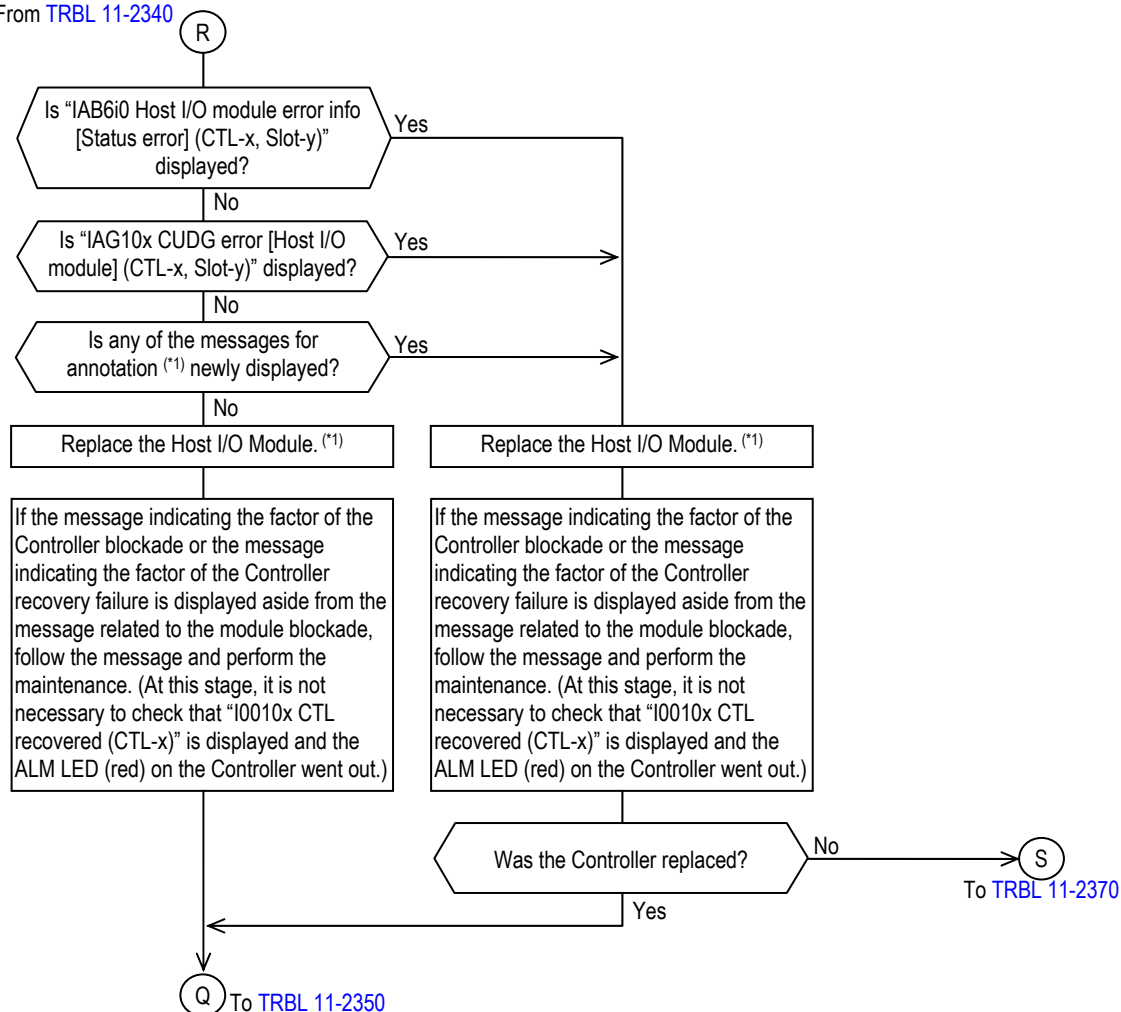 From TRBL 11-2340
R
Is “IAB6i0 Host I/O module error info
[Status error] (CTL-x, Slot-y)”
displayed?
Yes
No
Is “IAG10x CUDG error [Host I/O
module] (CTL-x, Slot-y)” displayed?
Yes
No
Is any of the messages for
annotation (*1) newly displayed?
Yes
No
Replace the Host I/O Module. (*1)
Replace the Host I/O Module. (*1)
If the message indicating the factor of the
Controller blockade or the message
indicating the factor of the Controller
recovery failure is displayed aside from the
message related to the module blockade,
follow the message and perform the
maintenance. (At this stage, it is not
necessary to check that “I0010x CTL
recovered (CTL-x)” is displayed and the
ALM LED (red) on the Controller went out.)
If the message indicating the factor of the
Controller blockade or the message
indicating the factor of the Controller
recovery failure is displayed aside from the
message related to the module blockade,
follow the message and perform the
maintenance. (At this stage, it is not
necessary to check that “I0010x CTL
recovered (CTL-x)” is displayed and the
ALM LED (red) on the Controller went out.)
Was the Controller replaced?
No
S
To TRBL 11-2370
Yes
Q
To TRBL 11-2350